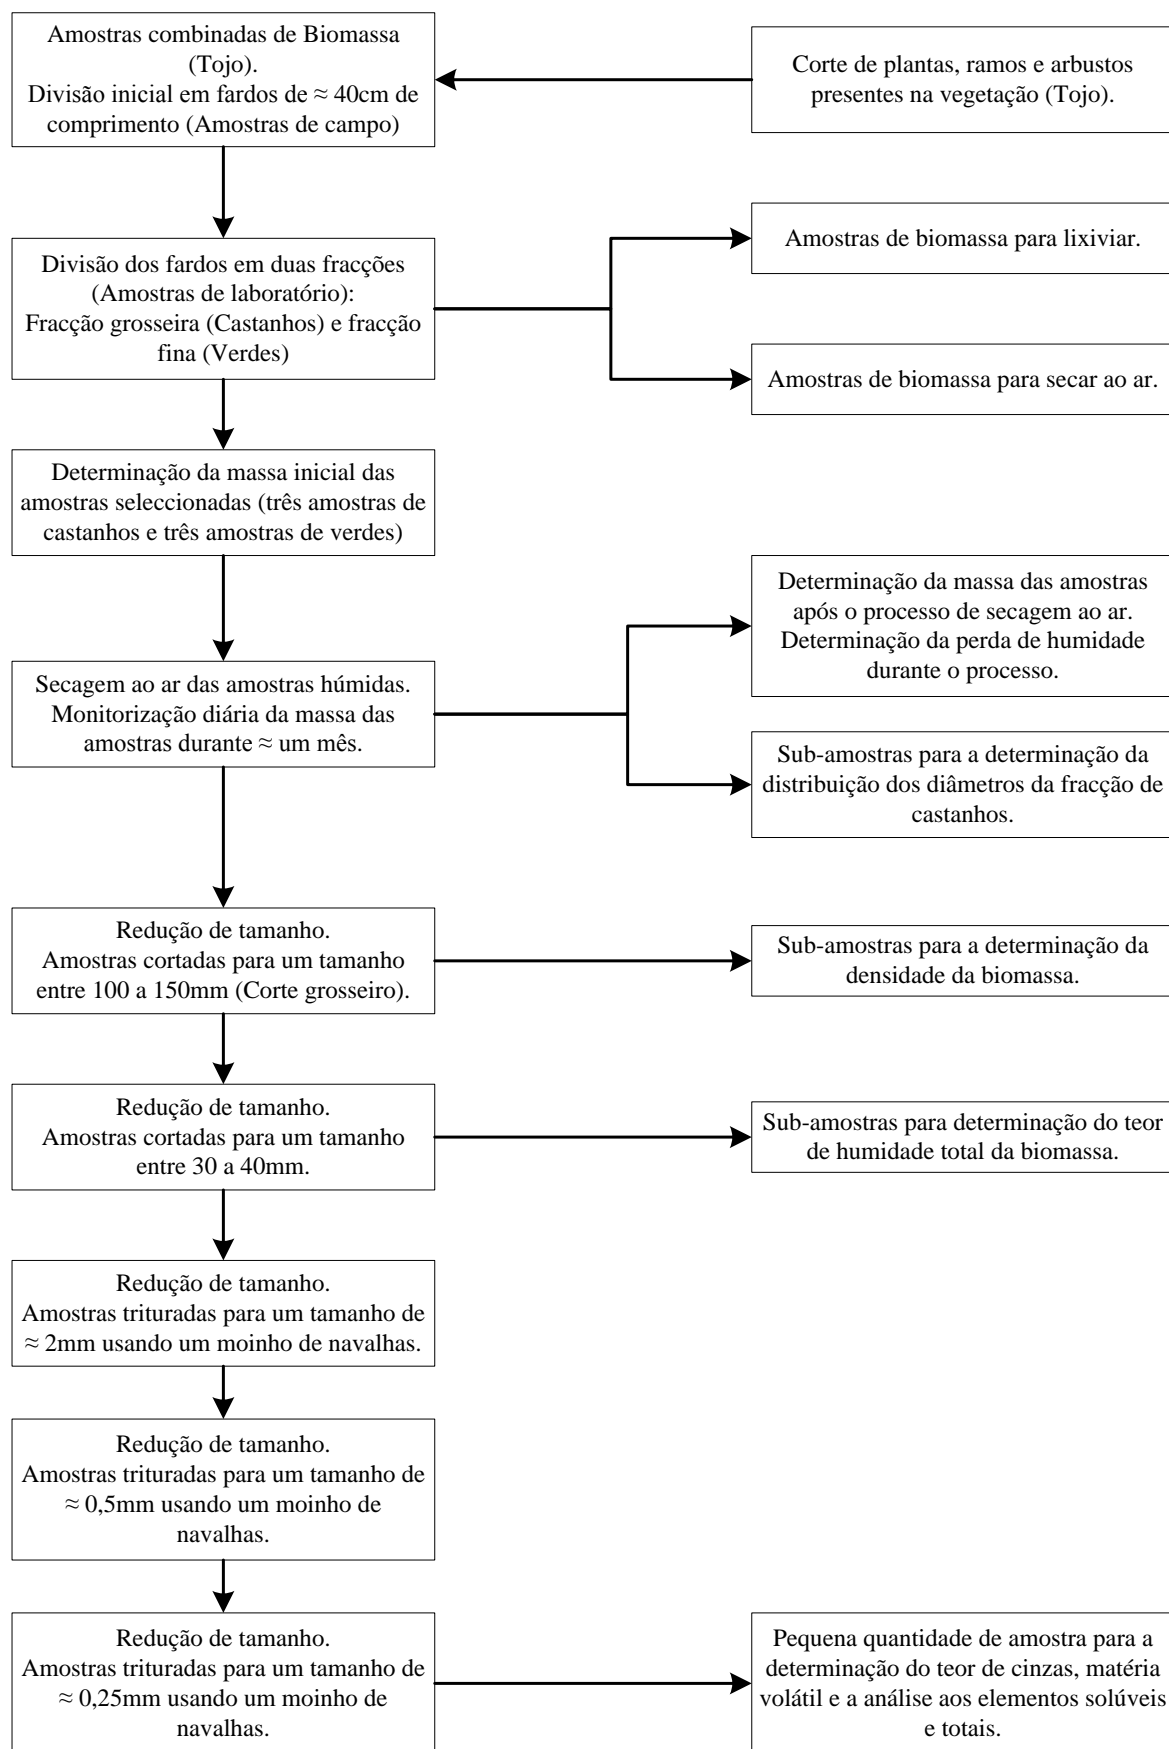 Amostras combinadas de Biomassa
(Tojo).
Divisão inicial em fardos de ≈ 40cm de
comprimento (Amostras de campo)
Corte de plantas, ramos e arbustos
presentes na vegetação (Tojo).
Divisão dos fardos em duas fracções
(Amostras de laboratório):
Fracção grosseira (Castanhos) e fracção
fina (Verdes)
Amostras de biomassa para lixiviar.
Amostras de biomassa para secar ao ar.
Determinação da massa inicial das
amostras seleccionadas (três amostras de
castanhos e três amostras de verdes)
Secagem ao ar das amostras húmidas.
Monitorização diária da massa das
amostras durante ≈ um mês.
Determinação da massa das amostras
após o processo de secagem ao ar.
Determinação da perda de humidade
durante o processo.
Sub-amostras para a determinação da
distribuição dos diâmetros da fracção de
castanhos.
Redução de tamanho.
Amostras cortadas para um tamanho
entre 100 a 150mm (Corte grosseiro).
Sub-amostras para a determinação da
densidade da biomassa.
Redução de tamanho.
Amostras cortadas para um tamanho
entre 30 a 40mm.
Sub-amostras para determinação do teor
de humidade total da biomassa.
Redução de tamanho.
Amostras trituradas para um tamanho de
≈ 2mm usando um moinho de navalhas.
Redução de tamanho.
Amostras trituradas para um tamanho de
≈ 0,5mm usando um moinho de
navalhas.
Redução de tamanho.
Amostras trituradas para um tamanho de
≈ 0,25mm usando um moinho de
navalhas.
Pequena quantidade de amostra para a
determinação do teor de cinzas, matéria
volátil e a análise aos elementos solúveis
e totais.